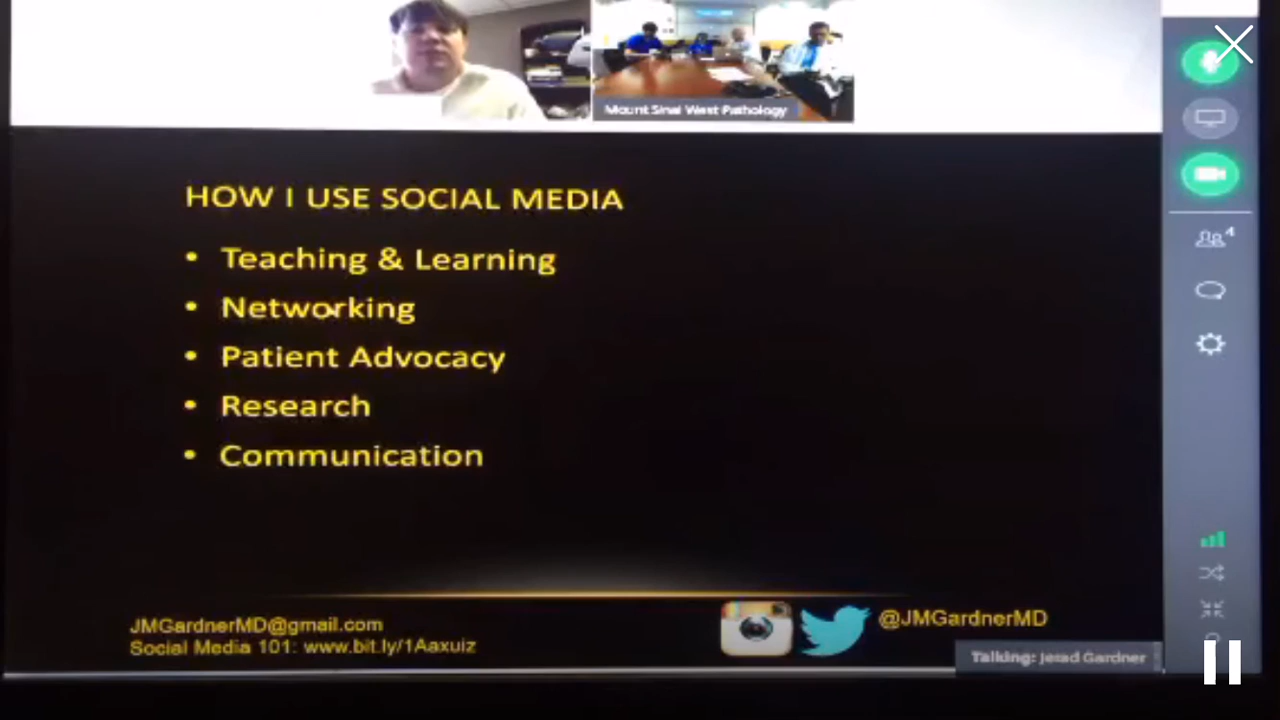 Mount Sinai West Pathology
HOW I USE SOCIAL MEDIA
• Teaching & Learning
• Networking
• Patient Advocacy
• Research
• Communication
4
JMGardnerMD@gmail.com
Social Media 101: www.bit.ly/1Aaxuiz
@JMGardnerMD
Talking: Jerad Gardner